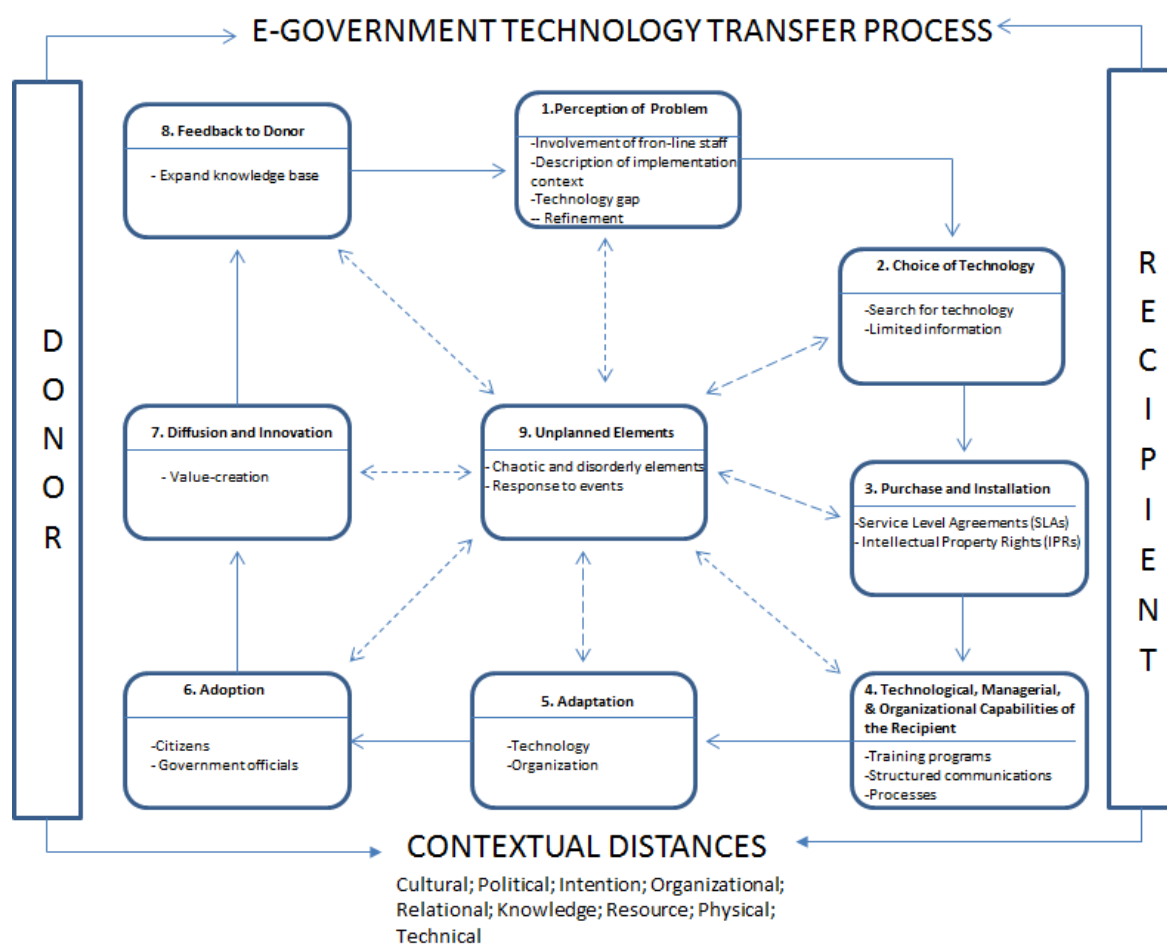 E-GOVERNMENT TECHNOLOGY TRANSFER PROCESS
DONOR
RECIPIENT
1.Perception of Problem
-Involvement of fron-line staff
-Description of implementation
context
-Technology gap
-- Refinement
2. Choice of Technology
-Search for technology
-Limited information
3. Purchase and Installation
-Service Level Agreements (SLAs)
- Intellectual Property Rights (IPRs)
4. Technological, Managerial,
& Organizational Capabilities of
the Recipient
-Training programs
-Structured communications
-Processes
5. Adaptation
-Technology
-Organization
6. Adoption
-Citizens
- Government officials
7. Diffusion and Innovation
- Value-creation
8. Feedback to Donor
- Expand knowledge base
9. Unplanned Elements
- Chaotic and disorderly elements
- Response to events
CONTEXTUAL DISTANCES
Cultural; Political; Intention; Organizational;
Relational; Knowledge; Resource; Physical;
Technical